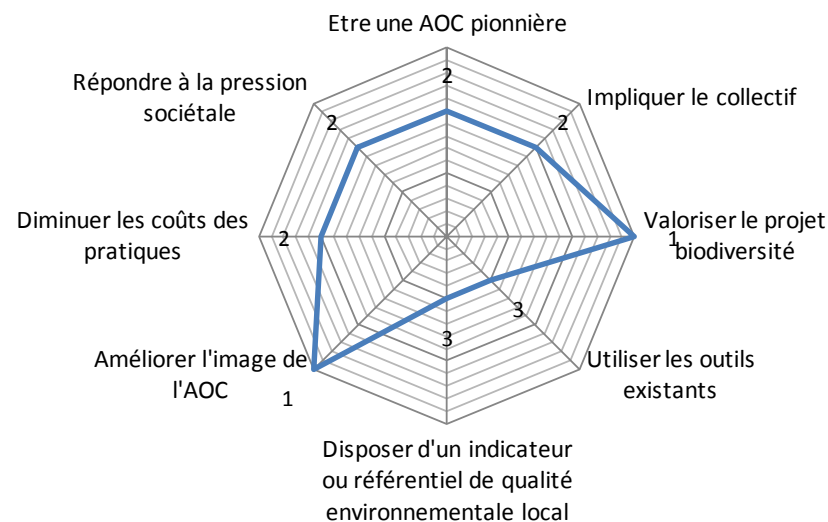 Etre une AOC pionnière
2
Impliquer le collectif
2
Valoriser le projet
biodiversité
1
Utiliser les outils
existants
3
Disposer d'un indicateur
ou référentiel de qualité
environnementale local
3
Améliorer l'image de
l'AOC
1
Diminuer les coûts des
pratiques
2
Répondre à la pression
sociétale
2